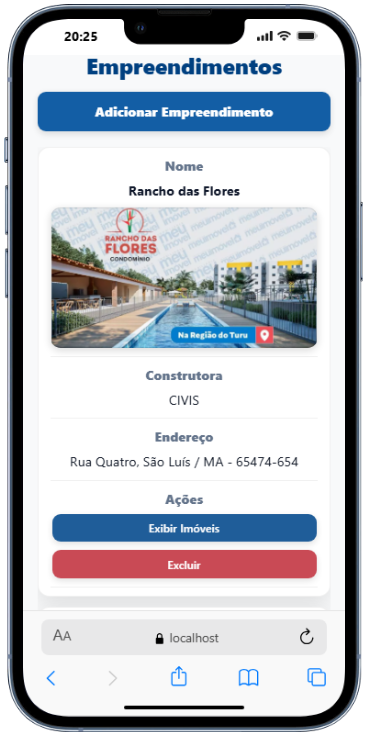 20:25
Empreendimentos
Adicionar Empreendimento
Nome
Rancho das Flores
RANCHO DAS
FLORES
CONDOMÍNIO
Na Região do Turu
Construtora
CIVIS
Endereço
Rua Quatro, São Luís / MA - 65474-654
Ações
Exibir Imóveis
Excluir
AA
localhost